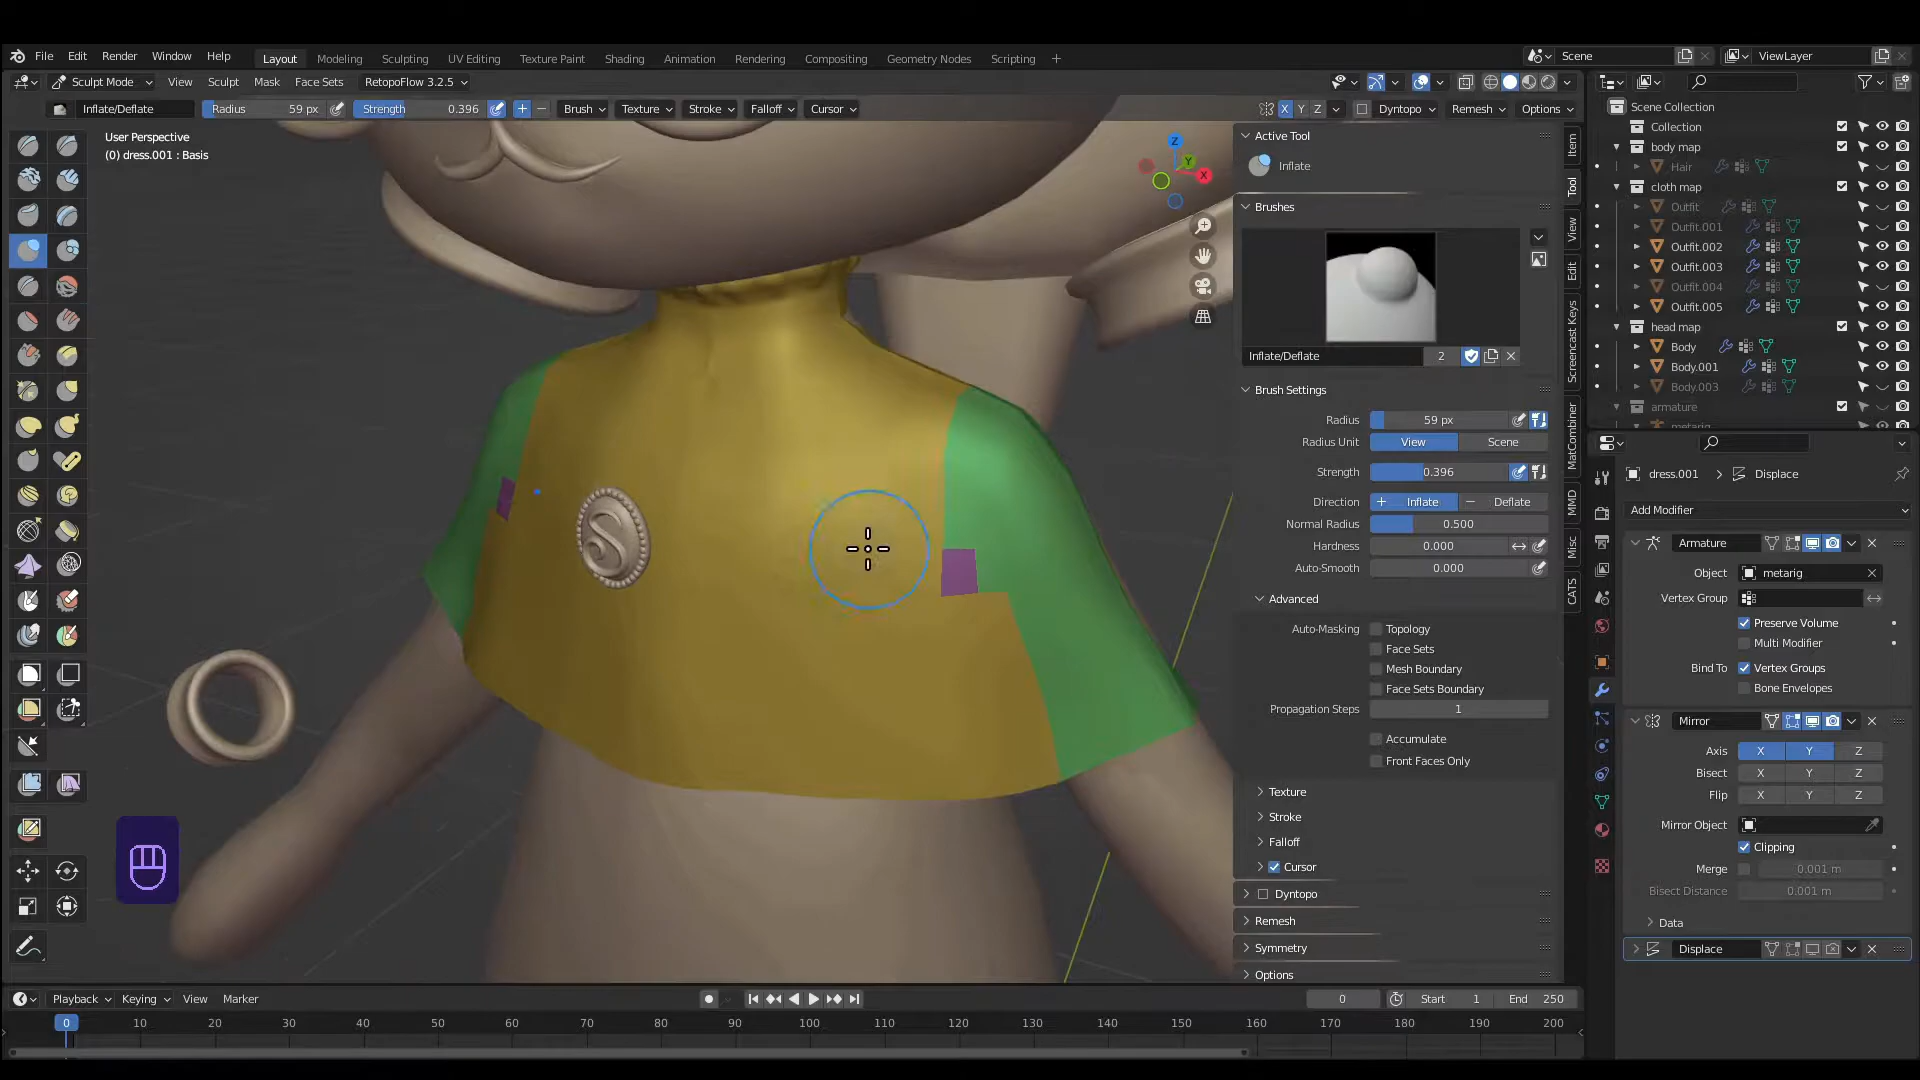 File Edit Render Window Help Layout Modeling Sculpting UV Editing Texture Paint Shading Animation Rendering Compositing Geometry Nodes Scripting + Scene ViewLayer
Sculpt Mode View Sculpt Mask Face Sets RetopoFlow 3.2.5
Inflate/Deflate Radius 59 px Strength 0.396 Brush Texture Stroke Falloff Cursor X Y Z Dyntopo Remesh Options
User Perspective
(0) dress.001 : Basis
Z
Y
X
S
Active Tool
Inflate
Brushes
Inflate/Deflate 2
Brush Settings
Radius 59 px
Radius Unit View Scene
Strength 0.396
Direction + Inflate − Deflate
Normal Radius 0.500
Hardness 0.000
Auto-Smooth 0.000
Advanced
Auto-Masking Topology
Face Sets
Mesh Boundary
Face Sets Boundary
Propagation Steps 1
Accumulate
Front Faces Only
Texture
Stroke
Falloff
Cursor
Dyntopo
Remesh
Symmetry
Options
Item
Tool
View
Edit
Screencast Keys
MatCombiner
MMD
Misc
CATS
Scene Collection
Collection
body map
Hair
cloth map
Outfit
Outfit.001
Outfit.002
Outfit.003
Outfit.004
Outfit.005
head map
Body
Body.001
Body.003
armature
metarig
dress.001 > Displace
Add Modifier
Armature
Object metarig
Vertex Group
Preserve Volume
Multi Modifier
Bind To Vertex Groups
Bone Envelopes
Mirror
Axis X Y Z
Bisect X Y Z
Flip X Y Z
Mirror Object
Clipping
Merge 0.001 m
Bisect Distance 0.001 m
Data
Displace
Playback Keying View Marker 0 Start 1 End 250
0 10 20 30 40 50 60 70 80 90 100 110 120 130 140 150 160 170 180 190 200